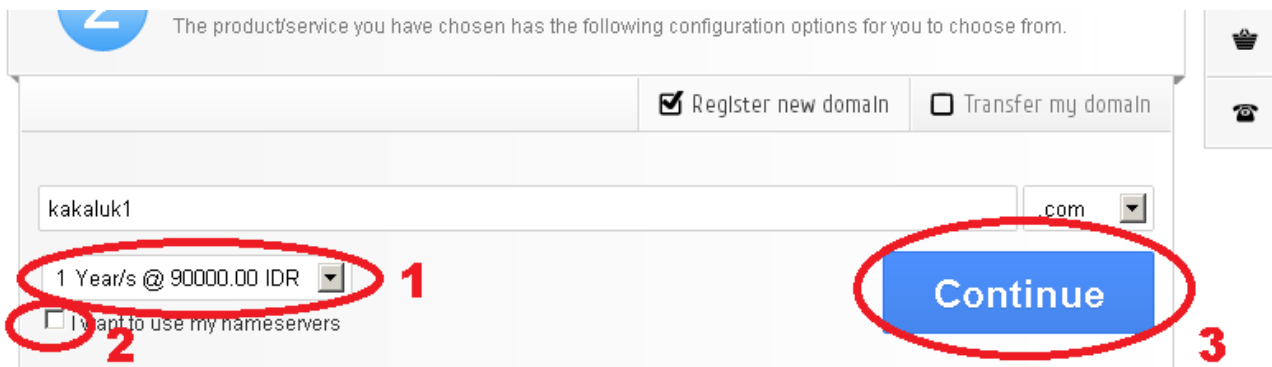 2
The product/service you have chosen has the following configuration options for you to choose from.
Register new domain
Transfer my domain
kakaluk1
.com
1 Year/s @ 90000.00 IDR
1
Continue
I want to use my nameservers
2
3